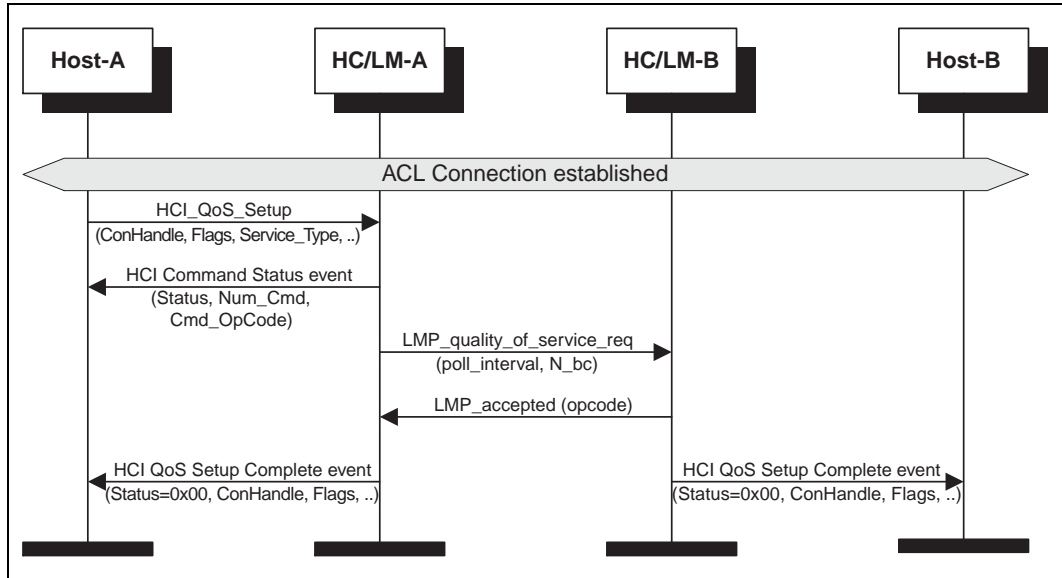 Host-A
HC/LM-A
HC/LM-B
Host-B
ACL Connection established
HCI_QoS_Setup
(ConHandle, Flags, Service_Type, ..)
HCI Command Status event
(Status, Num_Cmd,
Cmd_OpCode)
LMP_quality_of_service_req
(poll_interval, N_bc)
LMP_accepted (opcode)
HCI QoS Setup Complete event
(Status=0x00, ConHandle, Flags, ..)
HCI QoS Setup Complete event
(Status=0x00, ConHandle, Flags, ..)